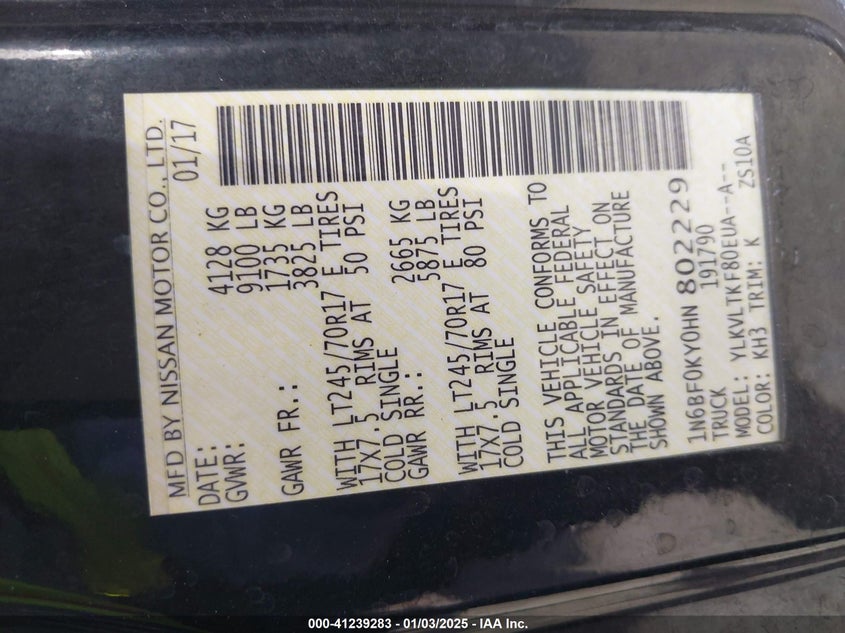 MFD BY NISSAN MOTOR CO., LTD.
DATE: 01/17
GVWR: 4128 KG
9100 LB
GAWR FR.: 1735 KG
3825 LB
WITH LT245/70R17 E TIRES
17X7.5 RIMS AT 50 PSI
COLD SINGLE
GAWR RR.: 2665 KG
5875 LB
WITH LT245/70R17 E TIRES
17X7.5 RIMS AT 80 PSI
COLD SINGLE
THIS VEHICLE CONFORMS TO
ALL APPLICABLE FEDERAL
MOTOR VEHICLE SAFETY
STANDARDS IN EFFECT ON
THE DATE OF MANUFACTURE
SHOWN ABOVE.
1N6BF0KY0HN802229
TRUCK 191790
MODEL: YLKVLTK F80EUA--A--
COLOR: KH3 TRIM: K ZS10A
000-41239283 - 01/03/2025 - IAA Inc.